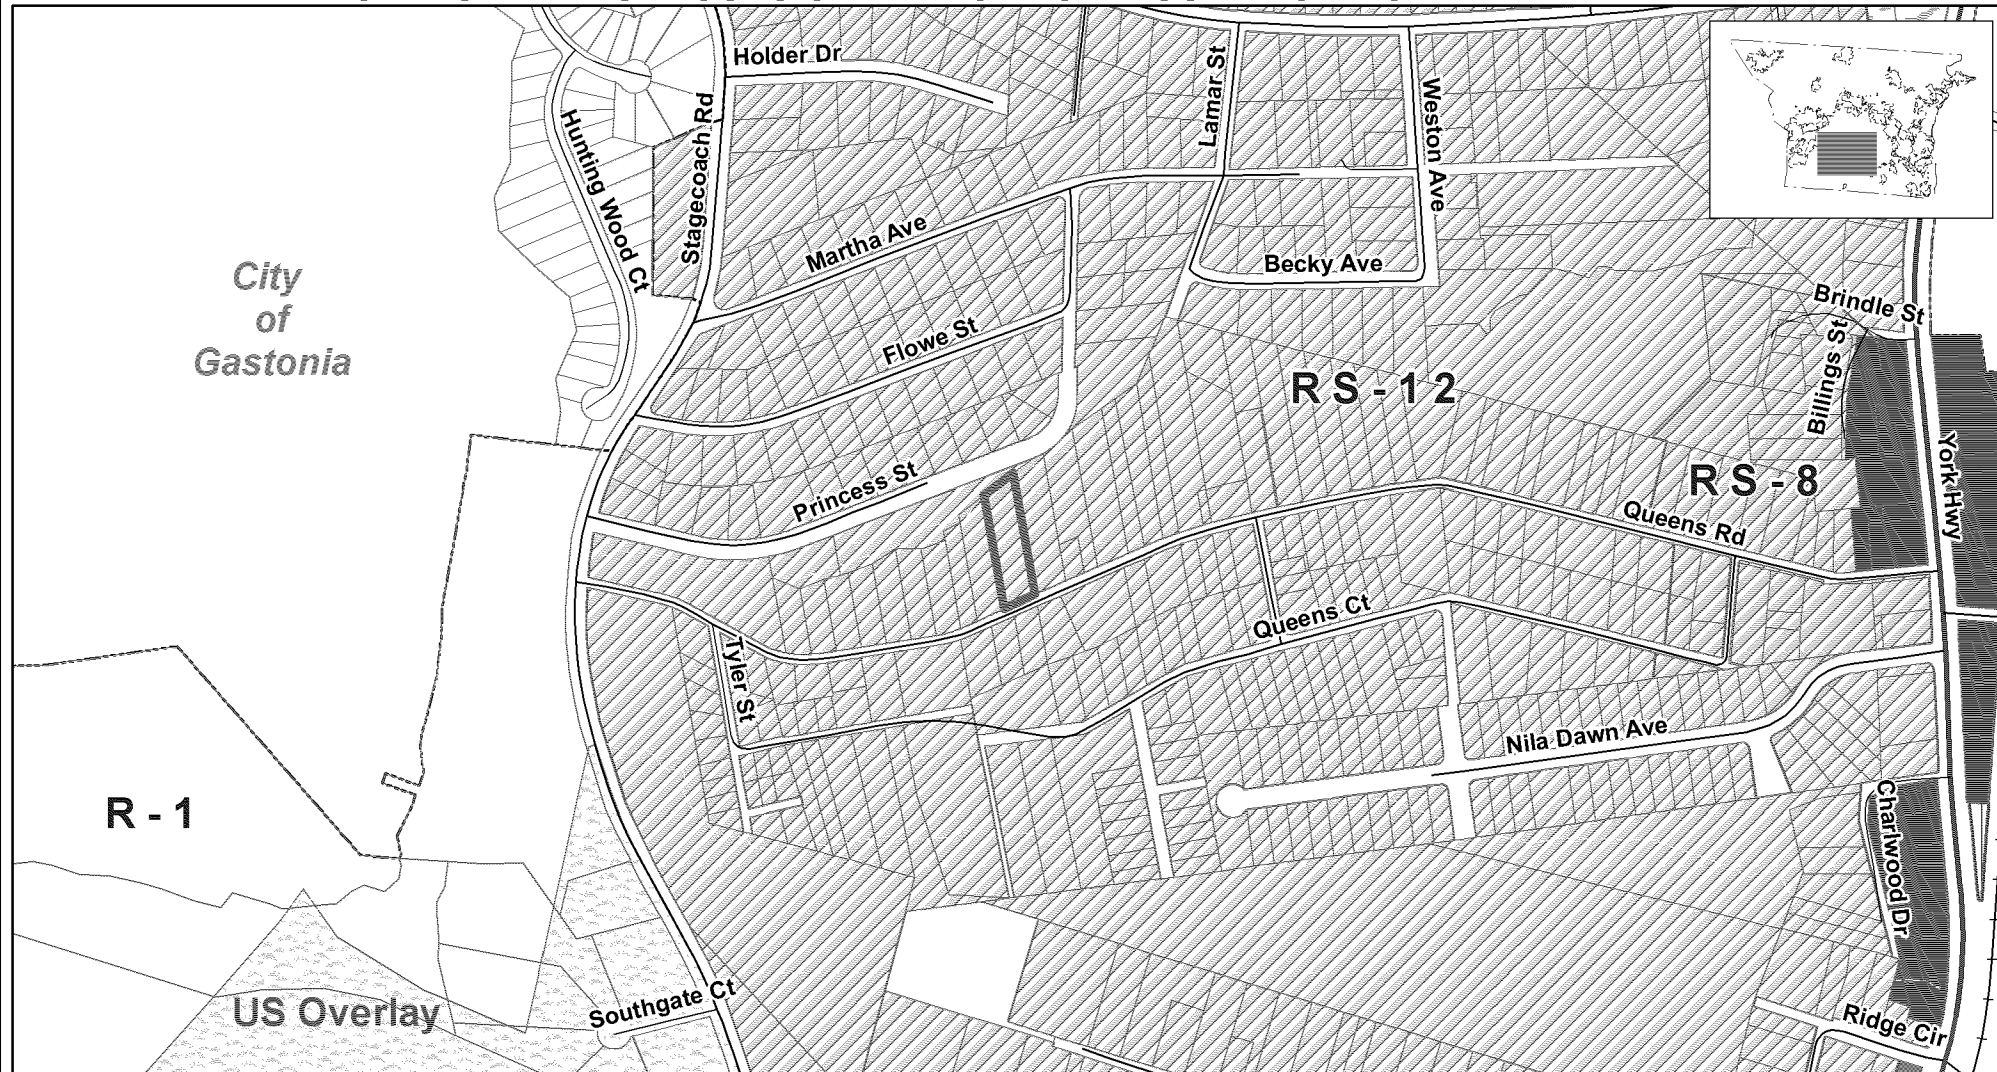 Holder Dr
Lamar St
Weston Ave
Stagecoach Rd
Hunting Wood Ct
Martha Ave
Becky Ave
City
of
Gastonia
Brindle St
Billings St
Flowe St
RS-12
York Hwy
Princess St
RS-8
Queens Rd
Queens Ct
Tyler St
Nila Dawn Ave
R-1
Charlwood Dr
US Overlay
Southgate Ct
Ridge Cir